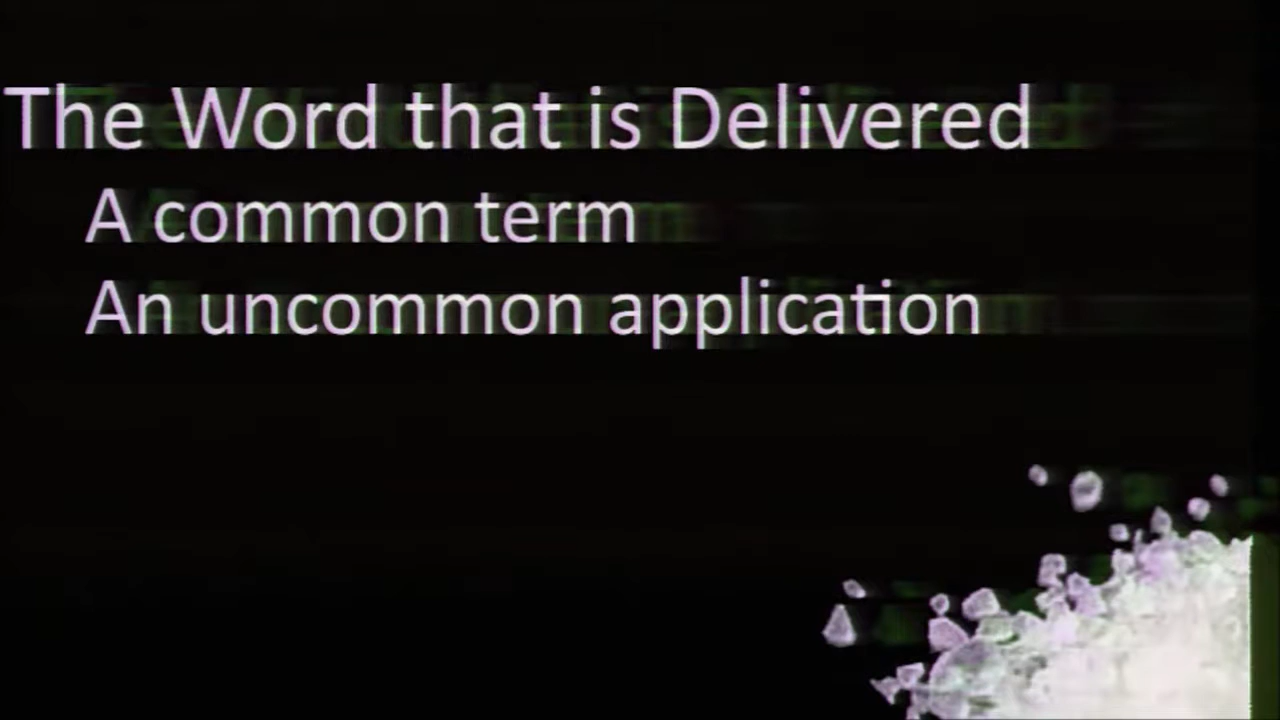 The Word that is Delivered
A common term
An uncommon application